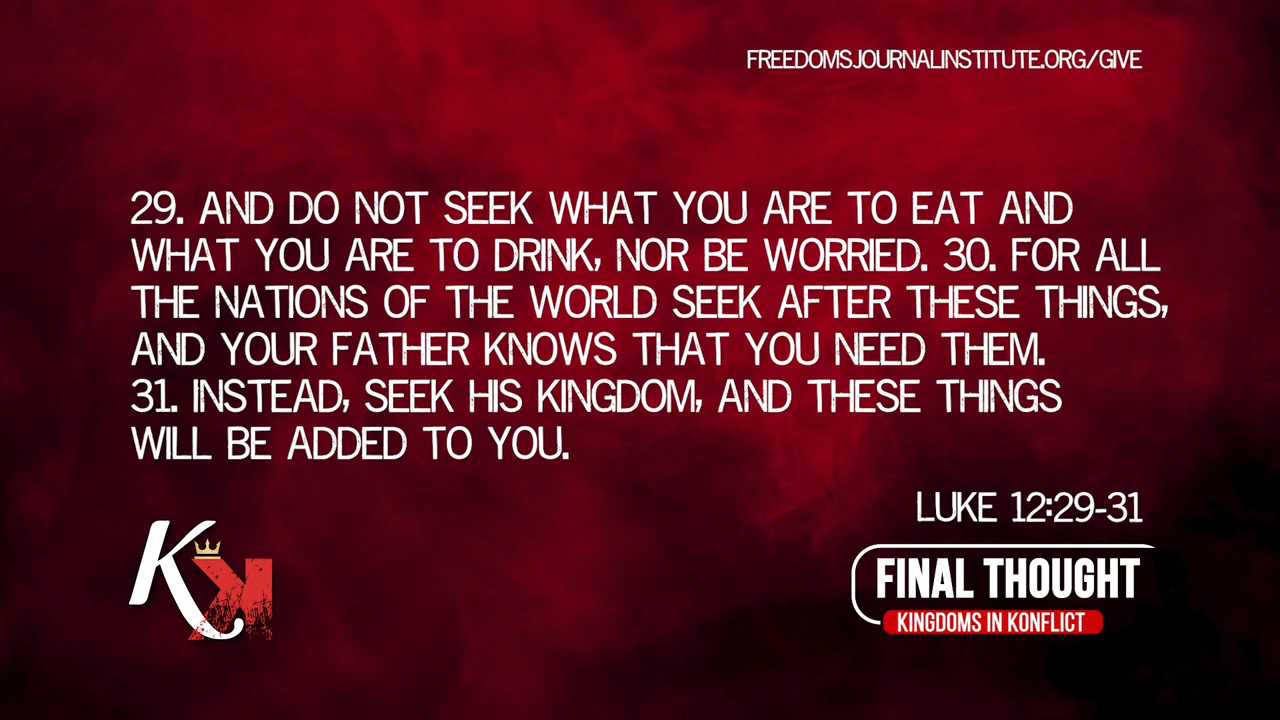 FREEDOMSJOURNALINSTITUTE.ORG/GIVE
29. AND DO NOT SEEK WHAT YOU ARE TO EAT AND
WHAT YOU ARE TO DRINK, NOR BE WORRIED. 30. FOR ALL
THE NATIONS OF THE WORLD SEEK AFTER THESE THINGS,
AND YOUR FATHER KNOWS THAT YOU NEED THEM.
31. INSTEAD, SEEK HIS KINGDOM, AND THESE THINGS
WILL BE ADDED TO YOU.
LUKE 12:29-31
KK
FINAL THOUGHT
KINGDOMS IN KONFLICT